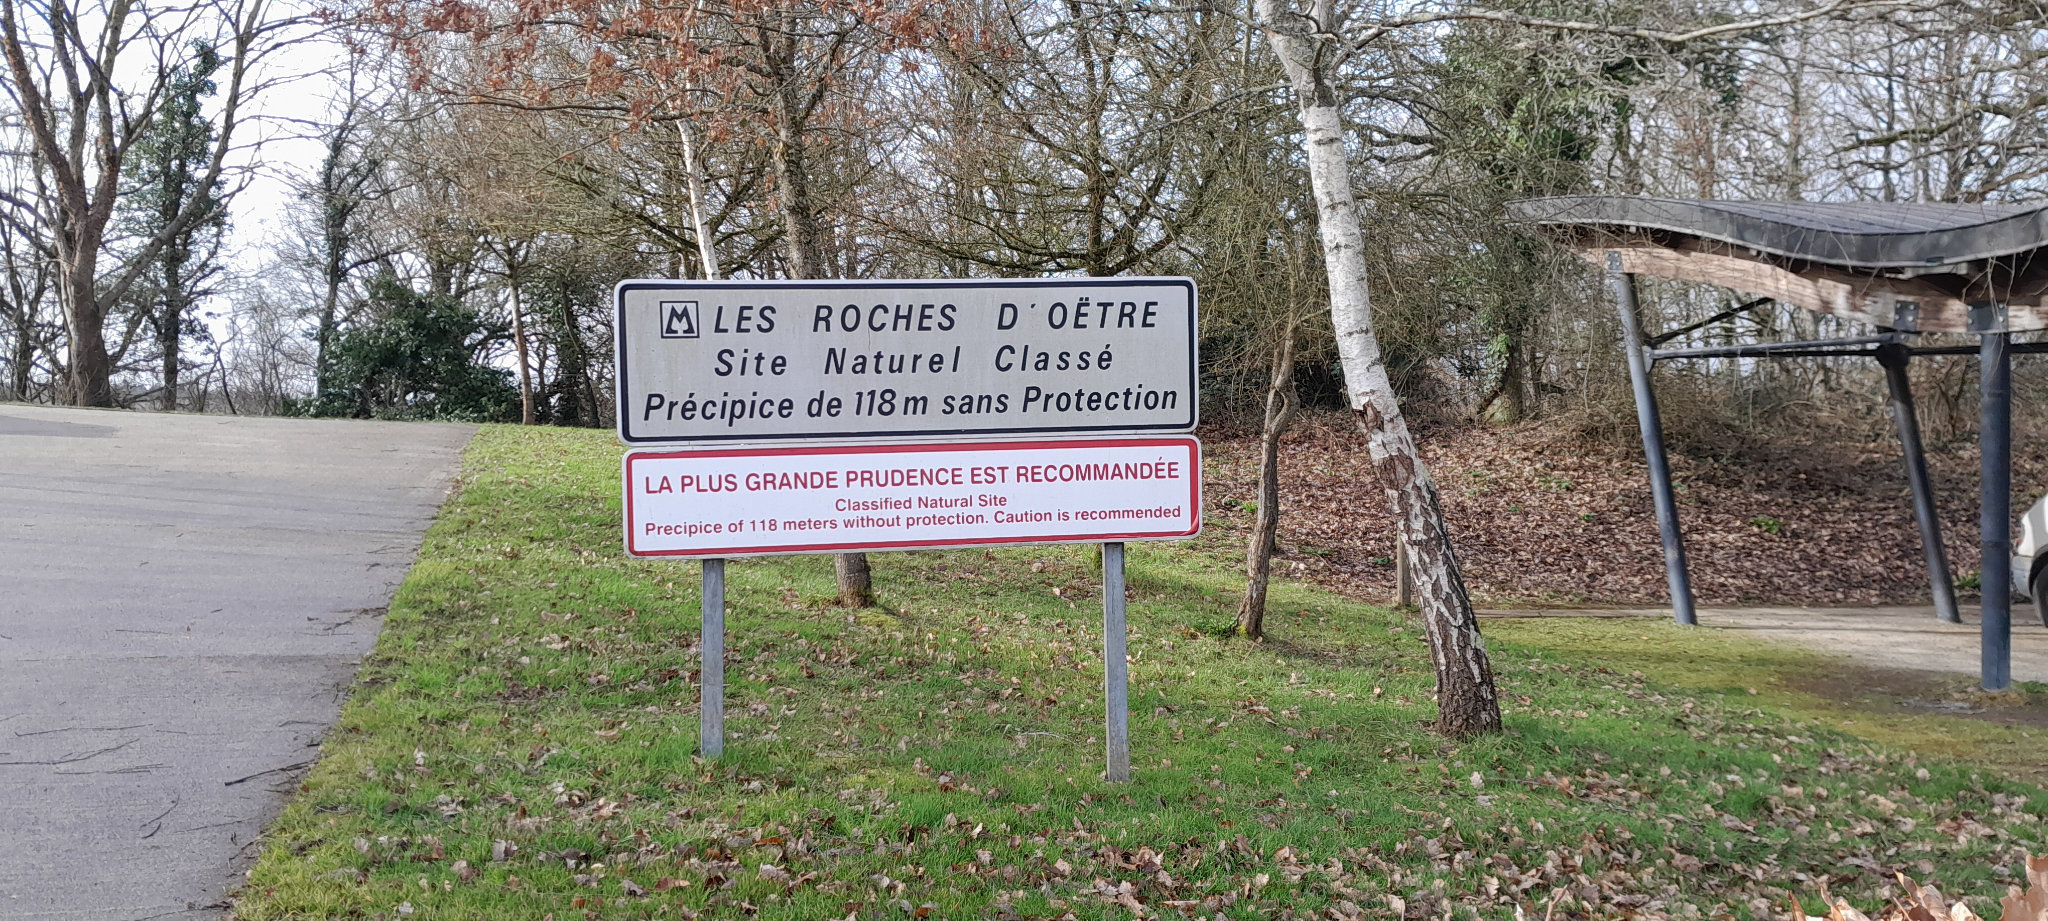 LES ROCHES D'OËTRE
Site Naturel Classé
Précipice de 118m sans Protection
LA PLUS GRANDE PRUDENCE EST RECOMMANDÉE
Classified Natural Site
Precipice of 118 meters without protection. Caution is recommended